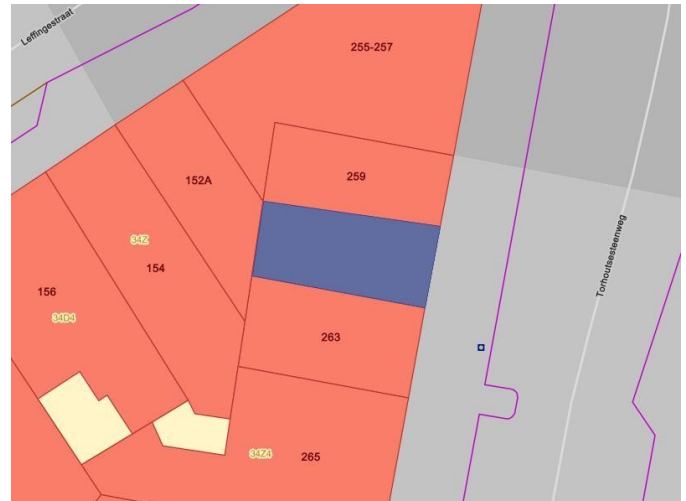 Leffingestraat
255-257
152A
259
34Z
154
156
34D4
Torhoutsesteenweg
263
34Z4
265